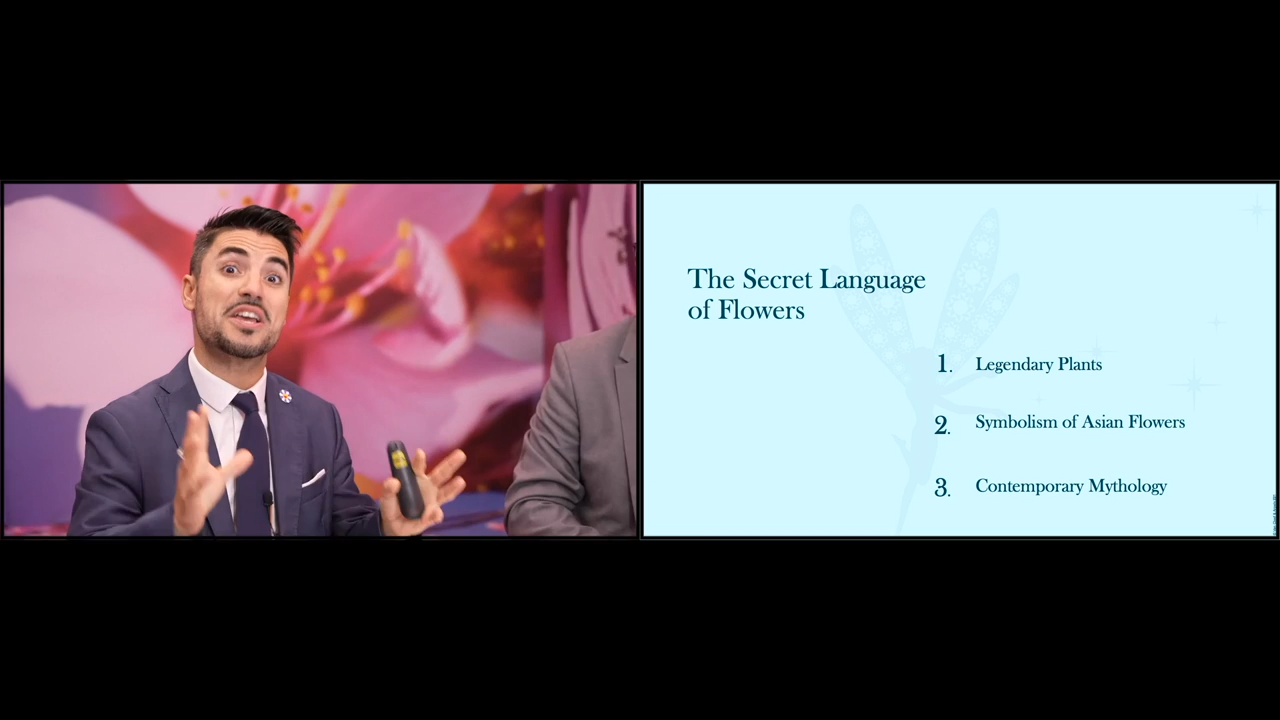 The Secret Language
of Flowers
1. Legendary Plants
2. Symbolism of Asian Flowers
3. Contemporary Mythology